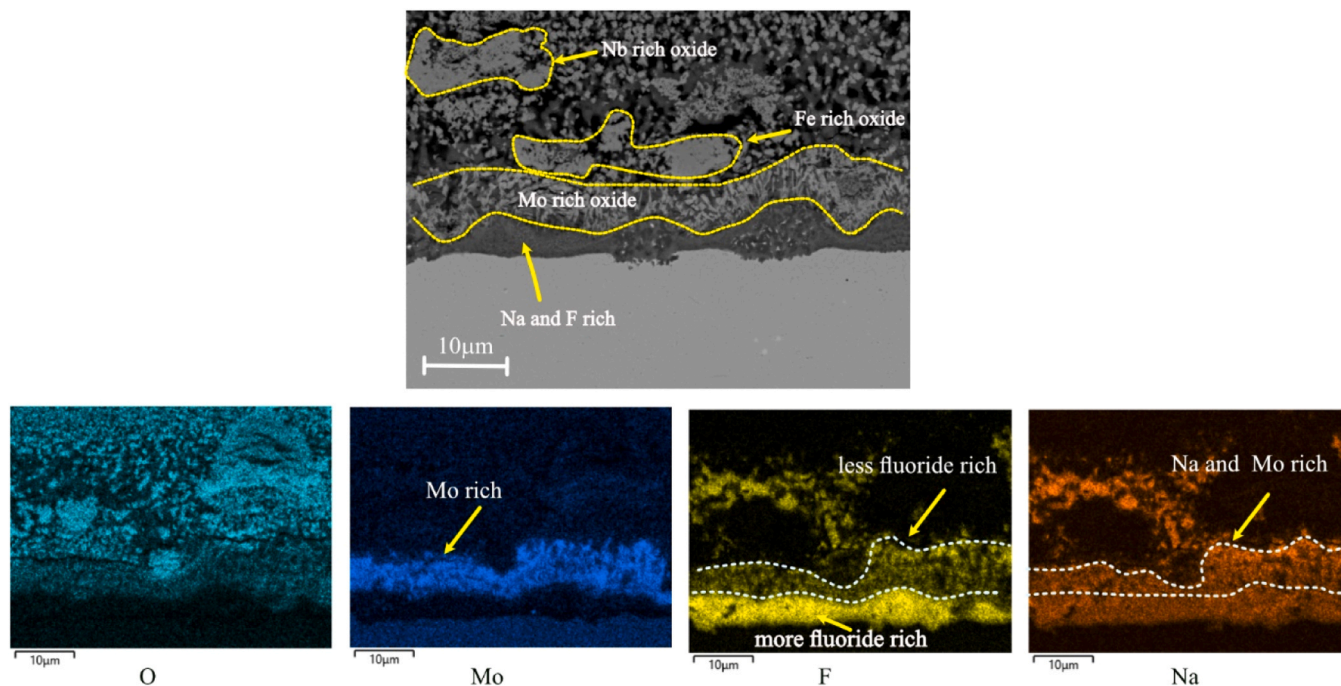 Nb rich oxide
Fe rich oxide
Mo rich oxide
Na and F rich
10μm
less fluoride rich
Na and Mo rich
Mo rich
more fluoride rich
10μm
10μm
10μm
10μm
O
Mo
F
Na